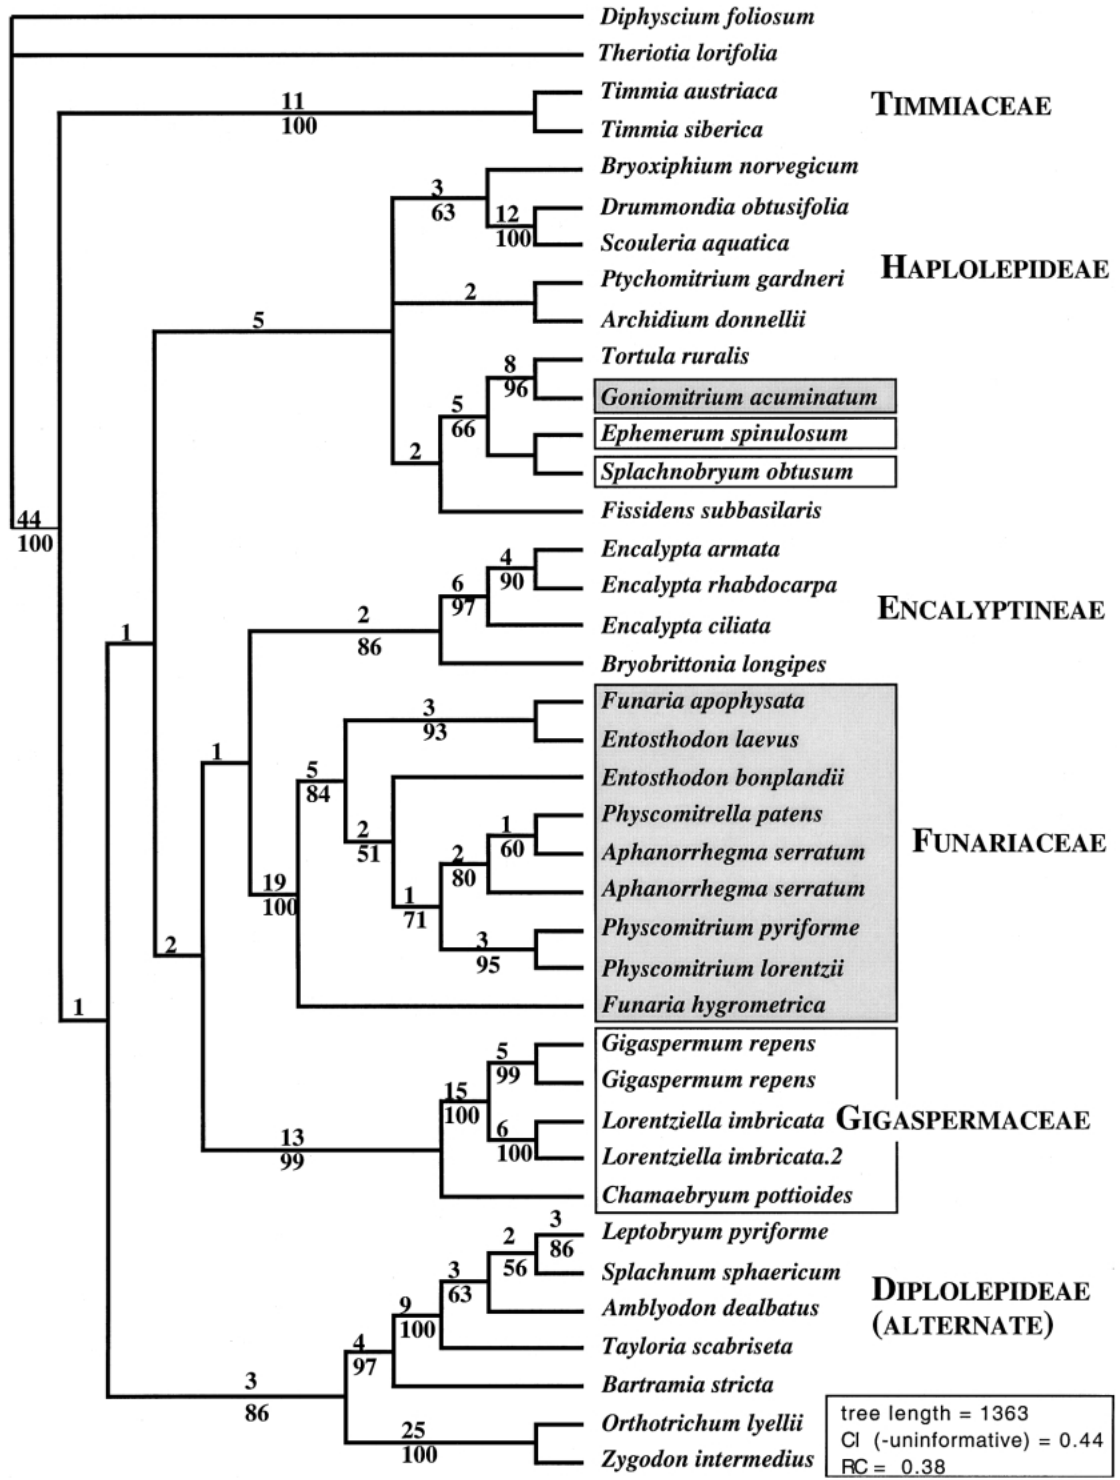 Diphyscium foliosum
Theriotia lorifolia
Timmia austriaca
TIMMIACEAE
11
100
Timmia siberica
Bryoxiphium norvegicum
3
63
Drummondia obtusifolia
12
100
Scouleria aquatica
HAPLOLEPIDEAE
Ptychomitrium gardneri
2
Archidium donnellii
5
Tortula ruralis
8
96
Goniomitrium acuminatum
5
66
Ephemerum spinulosum
2
Splachnobryum obtusum
Fissidens subbasilaris
44
100
Encalypta armata
4
90
Encalypta rhabdocarpa
6
97
ENCALYPTINEAE
2
86
Encalypta ciliata
1
Bryobrittonia longipes
Funaria apophysata
3
93
Entosthodon laevus
1
5
84
Entosthodon bonplandii
Physcomitrella patens
1
60
2
51
FUNARIACEAE
2
80
Aphanorrhegma serratum
19
100
Aphanorrhegma serratum
1
71
Physcomitrium pyriforme
2
3
95
Physcomitrium lorentzii
1
Funaria hygrometrica
Gigaspermum repens
5
99
Gigaspermum repens
15
100
Lorentziella imbricata GIGASPERMACEAE
6
100
13
99
Lorentziella imbricata.2
Chamaebryum pottioides
3
86
Leptobryum pyriforme
2
56
Splachnum sphaericum
3
63
DIPLOLEPIDEAE
(ALTERNATE)
Amblyodon dealbatus
9
100
Tayloria scabriseta
4
97
Bartramia stricta
3
86
Orthotrichum lyellii
25
100
Zygodon intermedius
tree length = 1363
CI (-uninformative) = 0.44
RC = 0.38